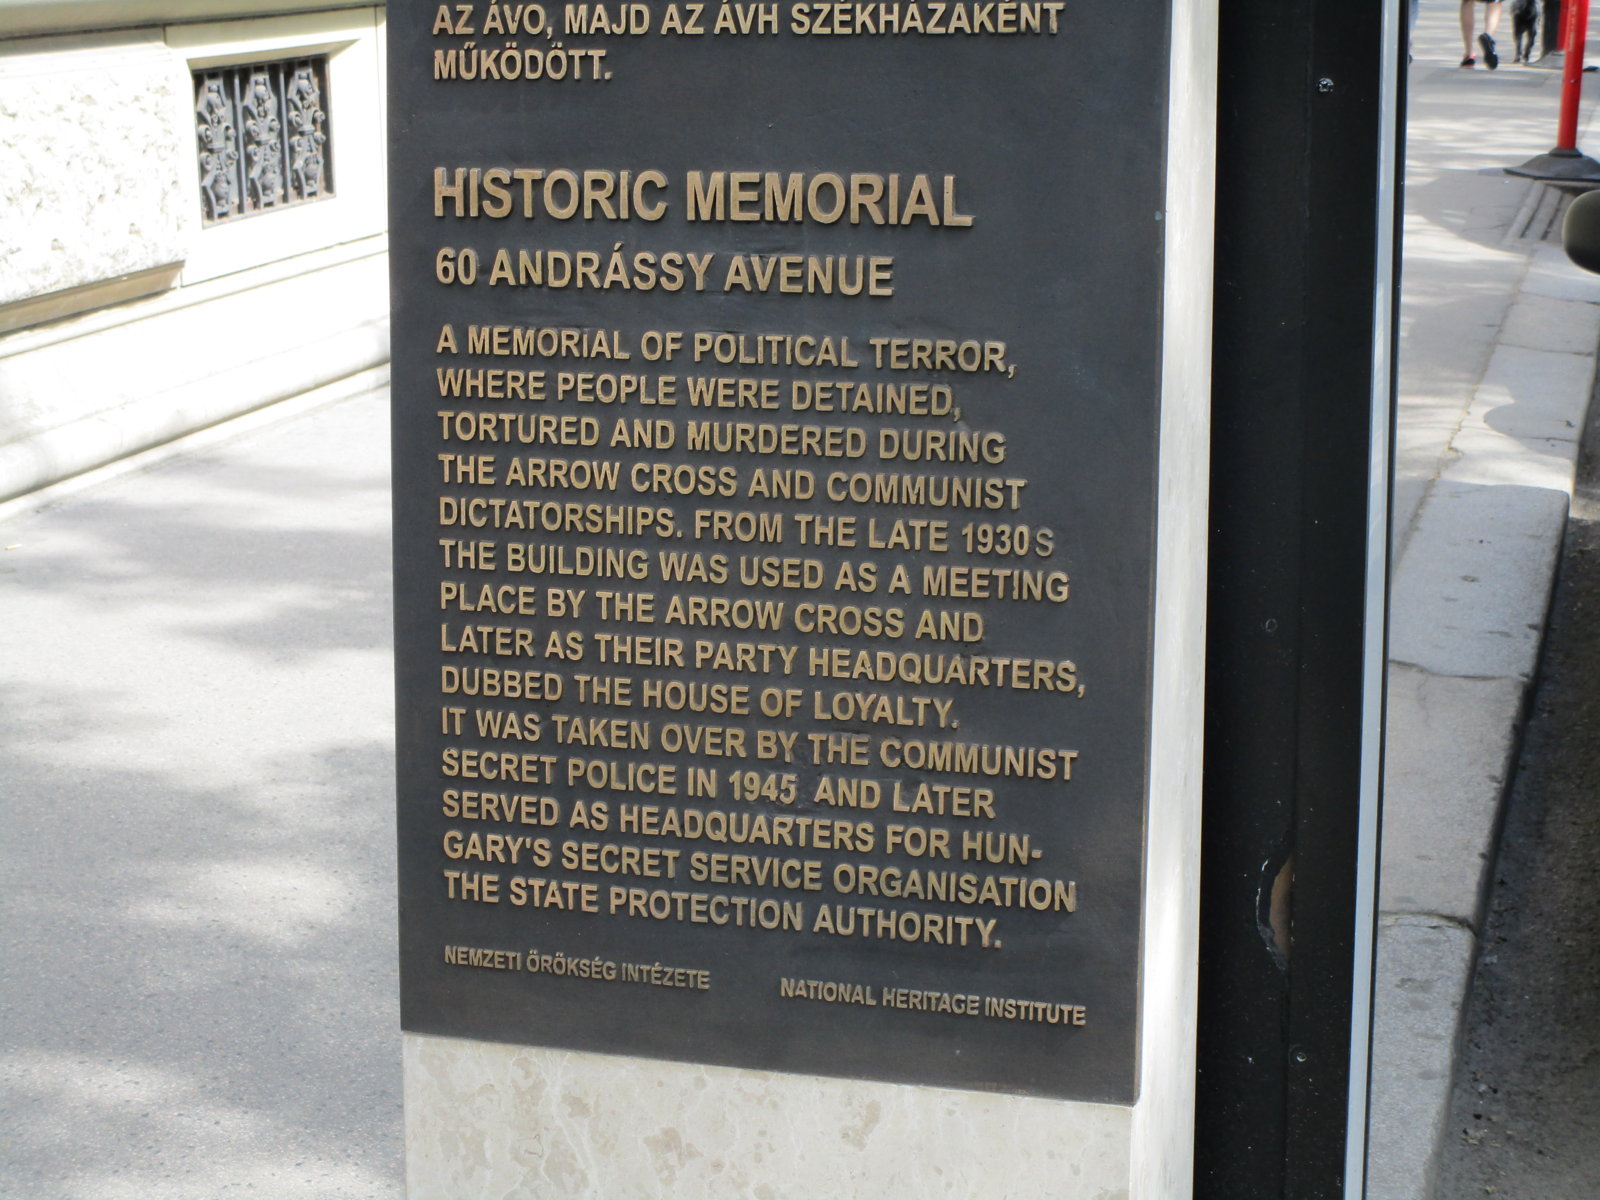 AZ ÁVO, MAJD AZ ÁVH SZÉKHÁZAKÉNT
MŰKÖDÖTT.
HISTORIC MEMORIAL
60 ANDRÁSSY AVENUE
A MEMORIAL OF POLITICAL TERROR,
WHERE PEOPLE WERE DETAINED,
TORTURED AND MURDERED DURING
THE ARROW CROSS AND COMMUNIST
DICTATORSHIPS. FROM THE LATE 1930S
THE BUILDING WAS USED AS A MEETING
PLACE BY THE ARROW CROSS AND
LATER AS THEIR PARTY HEADQUARTERS,
DUBBED THE HOUSE OF LOYALTY.
IT WAS TAKEN OVER BY THE COMMUNIST
SECRET POLICE IN 1945 AND LATER
SERVED AS HEADQUARTERS FOR HUN-
GARY'S SECRET SERVICE ORGANISATION
THE STATE PROTECTION AUTHORITY.
NEMZETI ÖRÖKSÉG INTÉZETE NATIONAL HERITAGE INSTITUTE